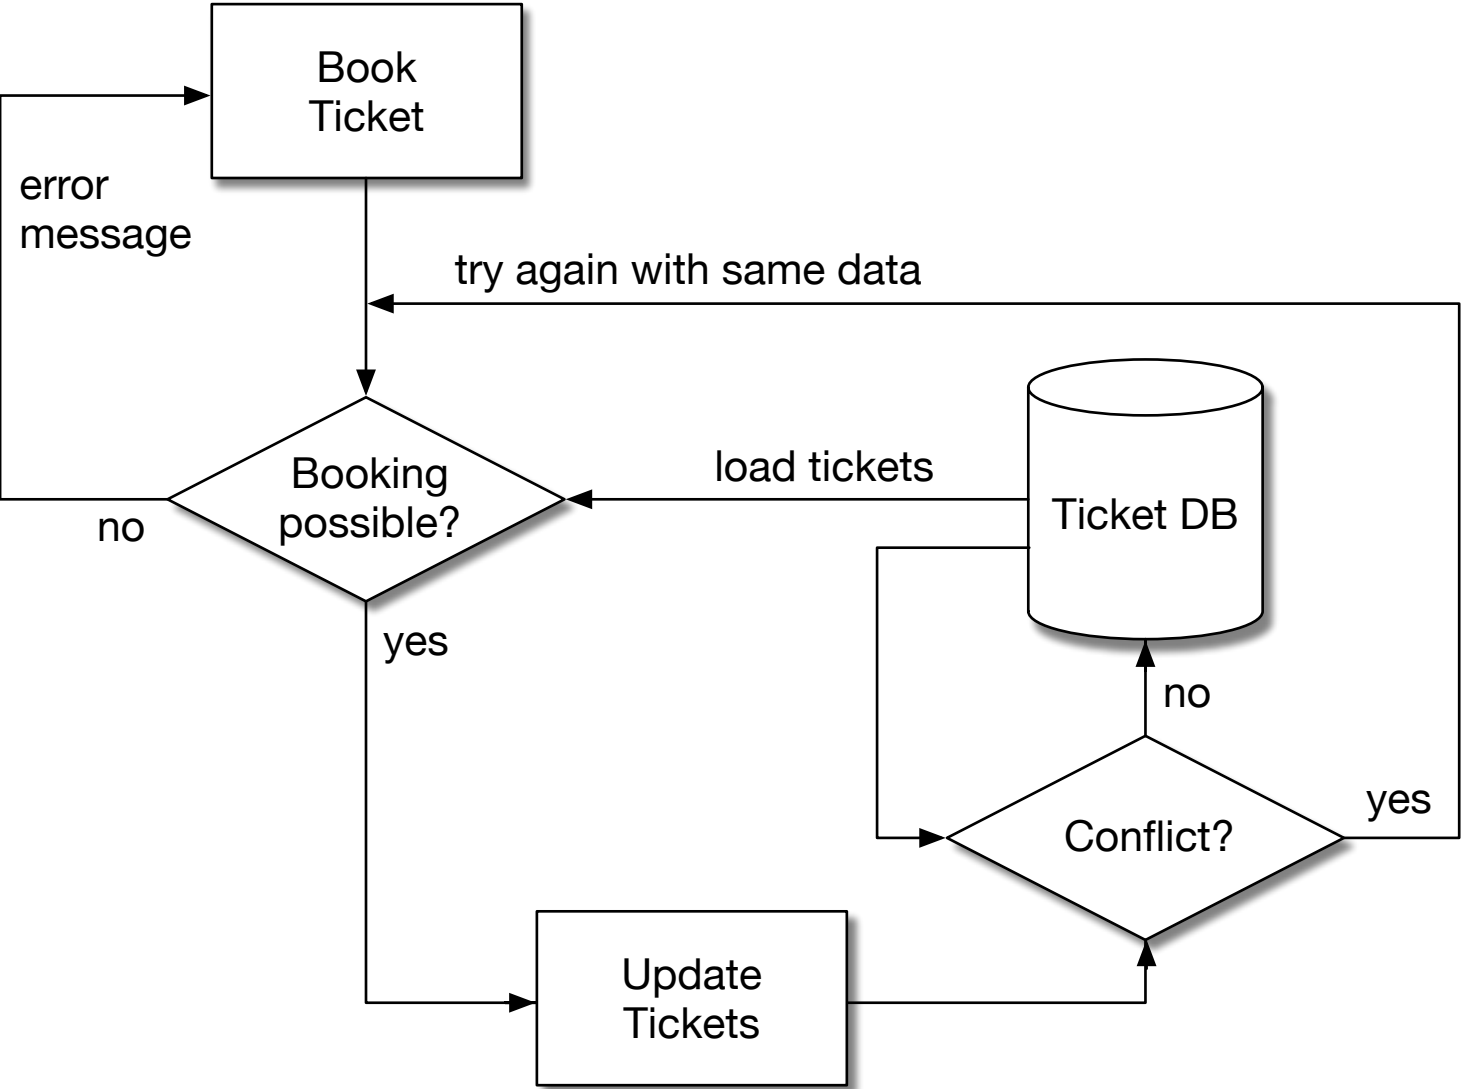 Book
Ticket
error
message
try again with same data
Booking
possible?
load tickets
Ticket DB
no
yes
no
yes
Conflict?
Update
Tickets